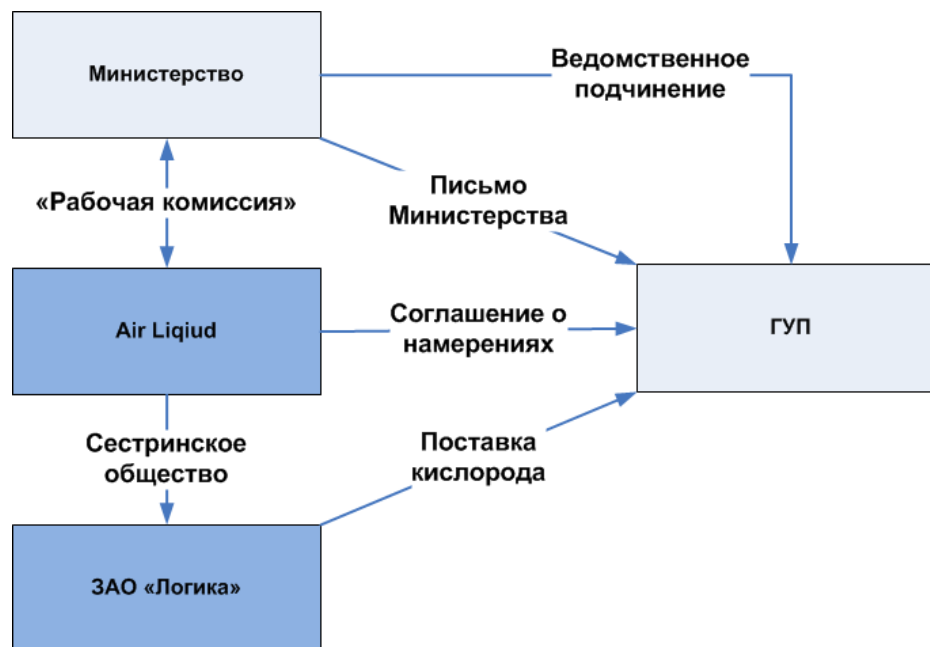 Министерство
Ведомственное
подчинение
«Рабочая комиссия»
Письмо
Министерства
Air Liqiud
Соглашение о
намерениях
ГУП
Сестринское
общество
Поставка
кислорода
ЗАО «Логика»